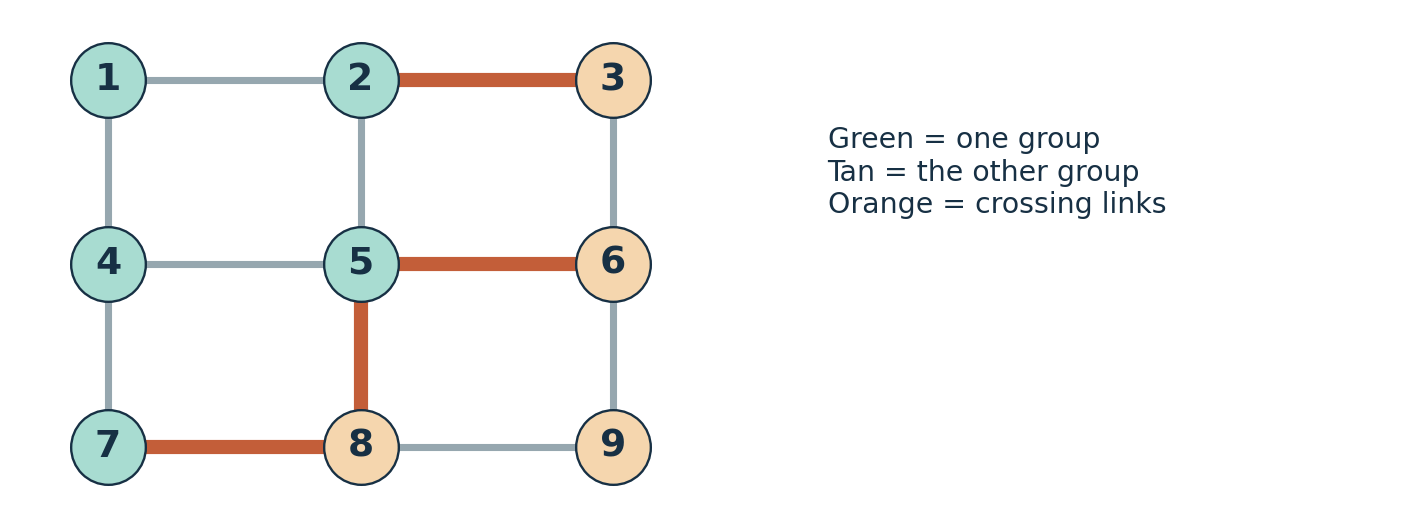 1 2 3
Green = one group
Tan = the other group
Orange = crossing links
4 5 6
7 8 9